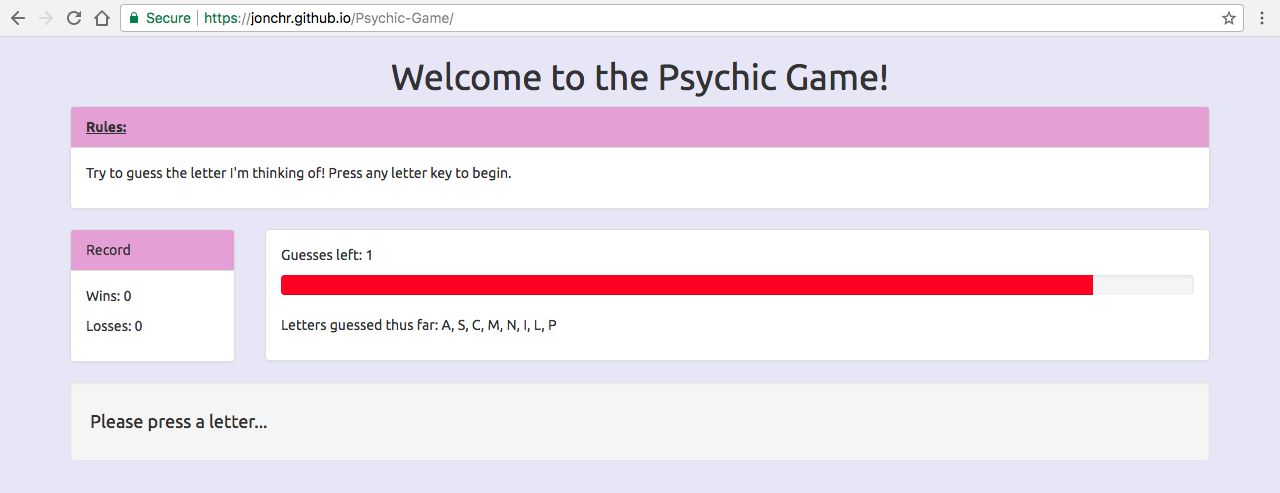 Secure https://jonchr.github.io/Psychic-Game/
Welcome to the Psychic Game!
Rules:
Try to guess the letter I'm thinking of! Press any letter key to begin.
Record
Wins: 0
Losses: 0
Guesses left: 1
Letters guessed thus far: A, S, C, M, N, I, L, P
Please press a letter...